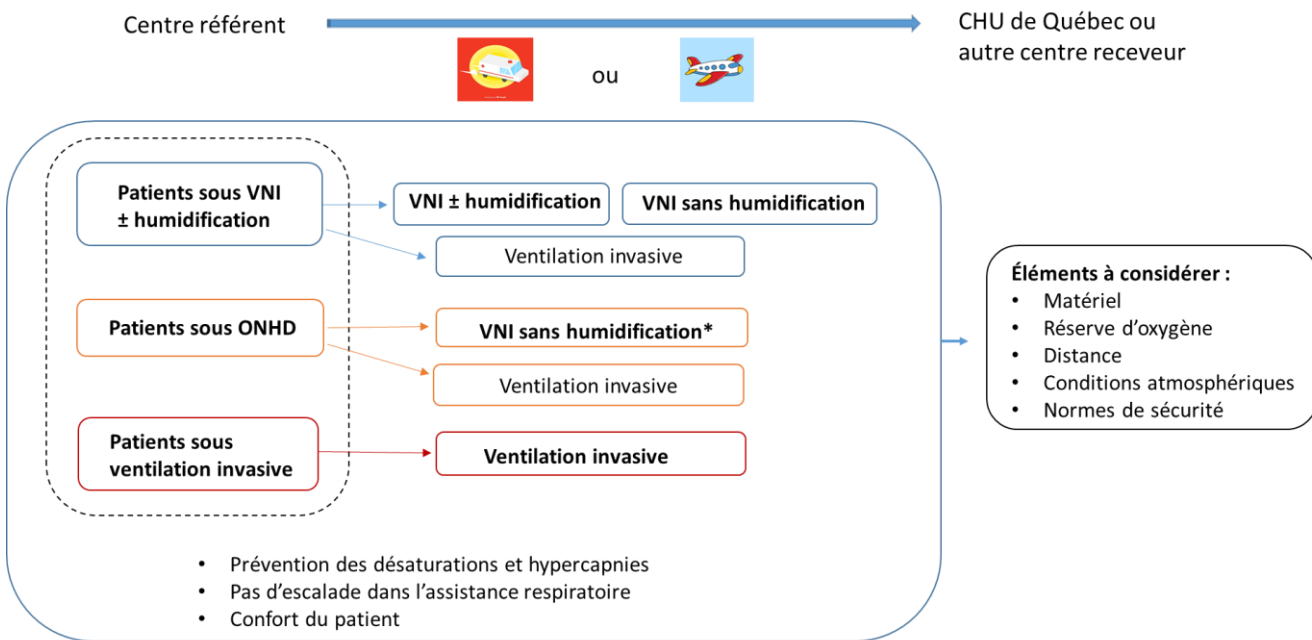 Centre référent
ou
CHU de Québec ou
autre centre receveur
Patients sous VNI
± humidification
VNI ± humidification
VNI sans humidification
Ventilation invasive
Patients sous ONHD
VNI sans humidification*
Ventilation invasive
Patients sous
ventilation invasive
Ventilation invasive
• Prévention des désaturations et hypercapnies
• Pas d’escalade dans l’assistance respiratoire
• Confort du patient
Éléments à considérer :
• Matériel
• Réserve d’oxygène
• Distance
• Conditions atmosphériques
• Normes de sécurité